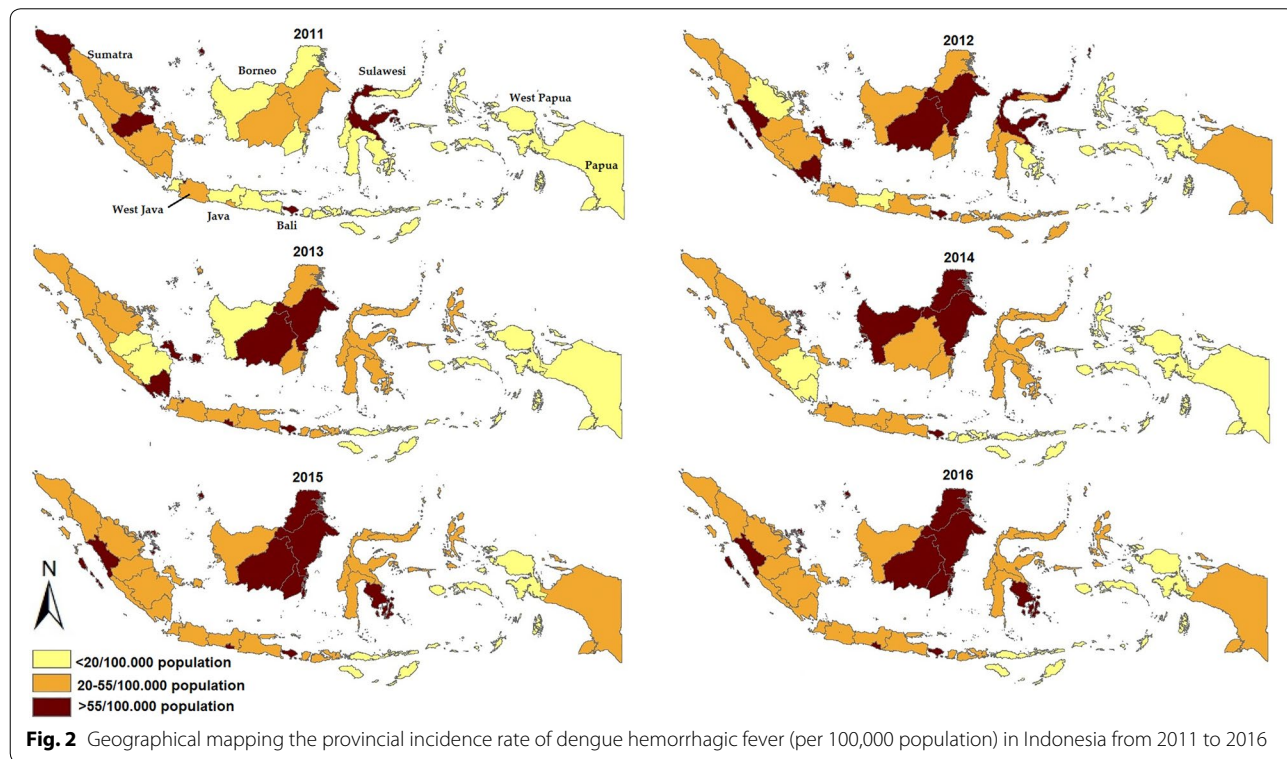 2011
Sumatra
Borneo
Sulawesi
West Papua
Papua
West Java
Java
Bali
2012
2013
2014
2015
2016
N
<20/100.000 population
20-55/100.000 population
>55/100.000 population
Fig. 2 Geographical mapping the provincial incidence rate of dengue hemorrhagic fever (per 100,000 population) in Indonesia from 2011 to 2016